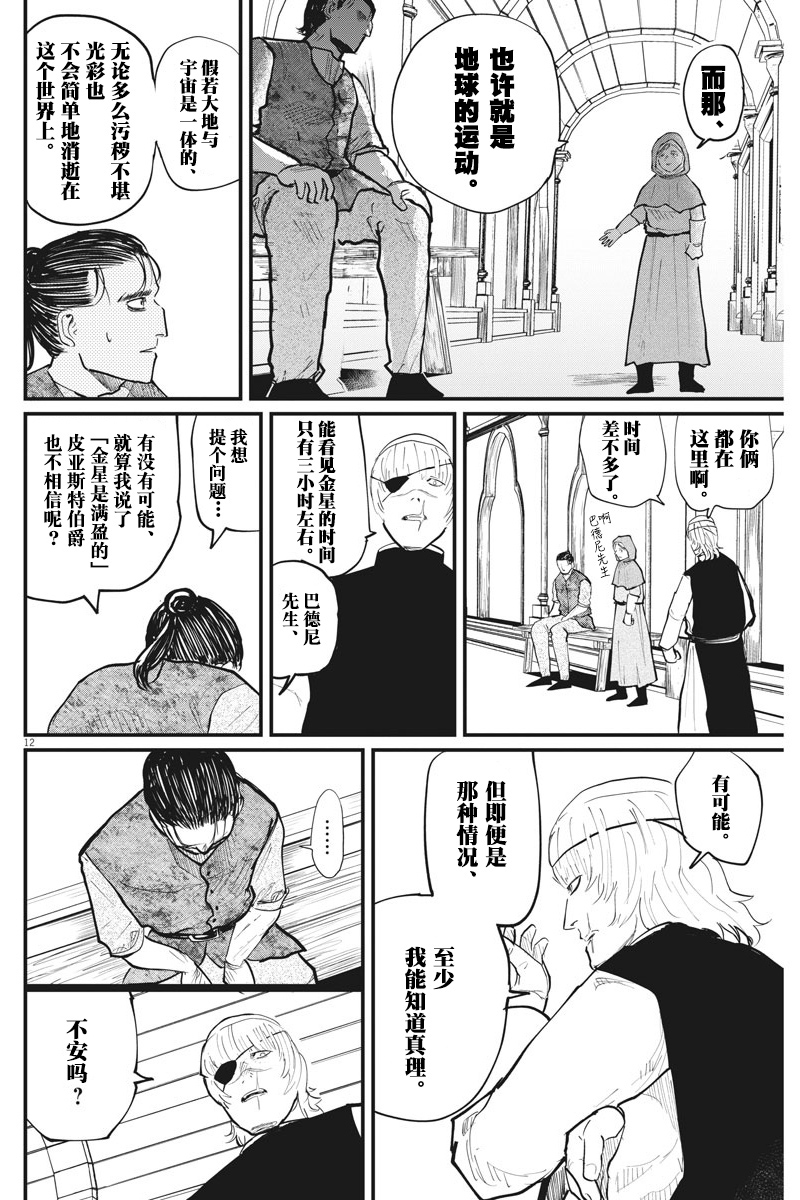 而那、
也许就是
地球的运动。
假若大地与
宇宙是一体的、
无论多么污秽不堪
光彩也
不会简单地消逝在
这个世界上。
你俩
都在
这里啊。
时间
差不多了。
啊
巴德尼先生
能看见金星的时间
只有三小时左右。
巴德尼
先生、
我想
提个问题…
有没有可能、
就算我说了
「金星是满盈的」
皮亚斯特伯爵
也不相信呢？
12
有可能。
但即便是
那种情况、
至少
我能知道真理。
……
不安吗？